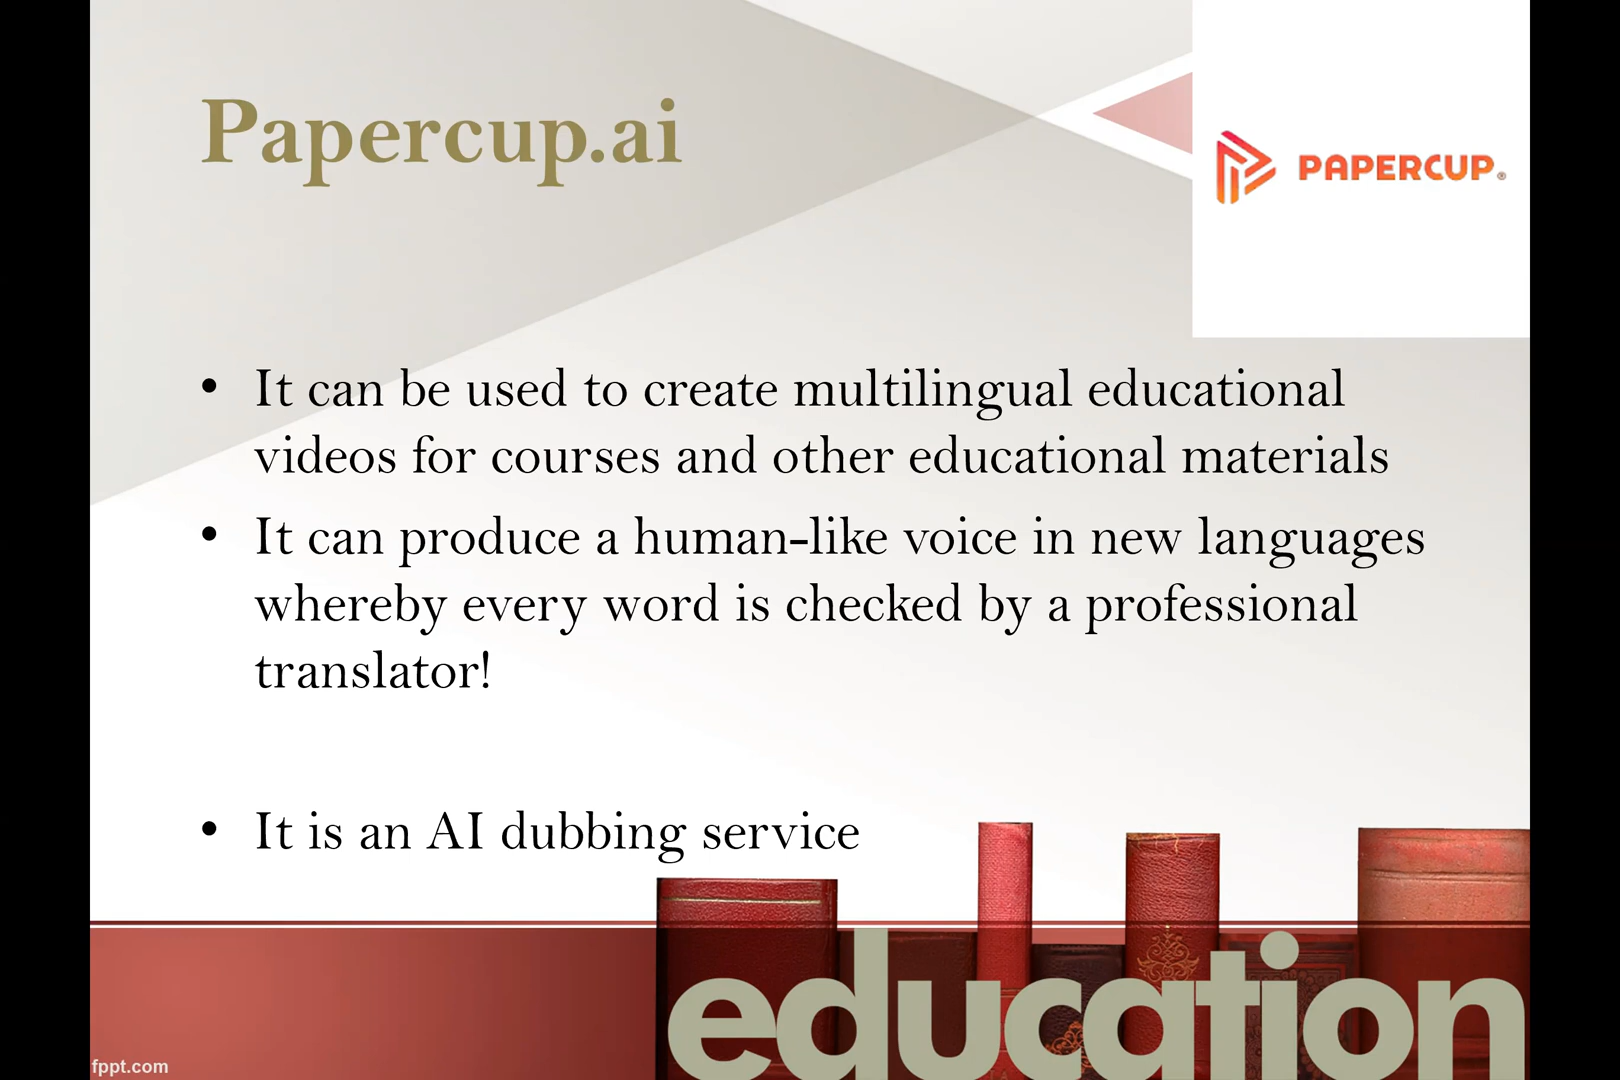 Papercup.ai
PAPERCUP®
• It can be used to create multilingual educational
videos for courses and other educational materials
• It can produce a human-like voice in new languages
whereby every word is checked by a professional
translator!
• It is an AI dubbing service
education
fppt.com